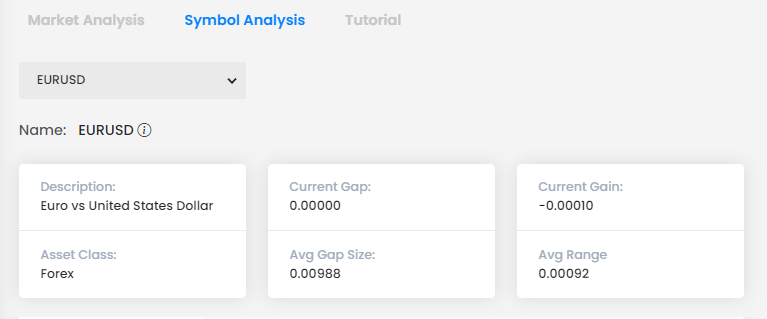 Market Analysis Symbol Analysis Tutorial
EURUSD
Name: EURUSD
Description: Current Gap: Current Gain:
Euro vs United States Dollar 0.00000 -0.00010
Asset Class: Avg Gap Size: Avg Range
Forex 0.00988 0.00092